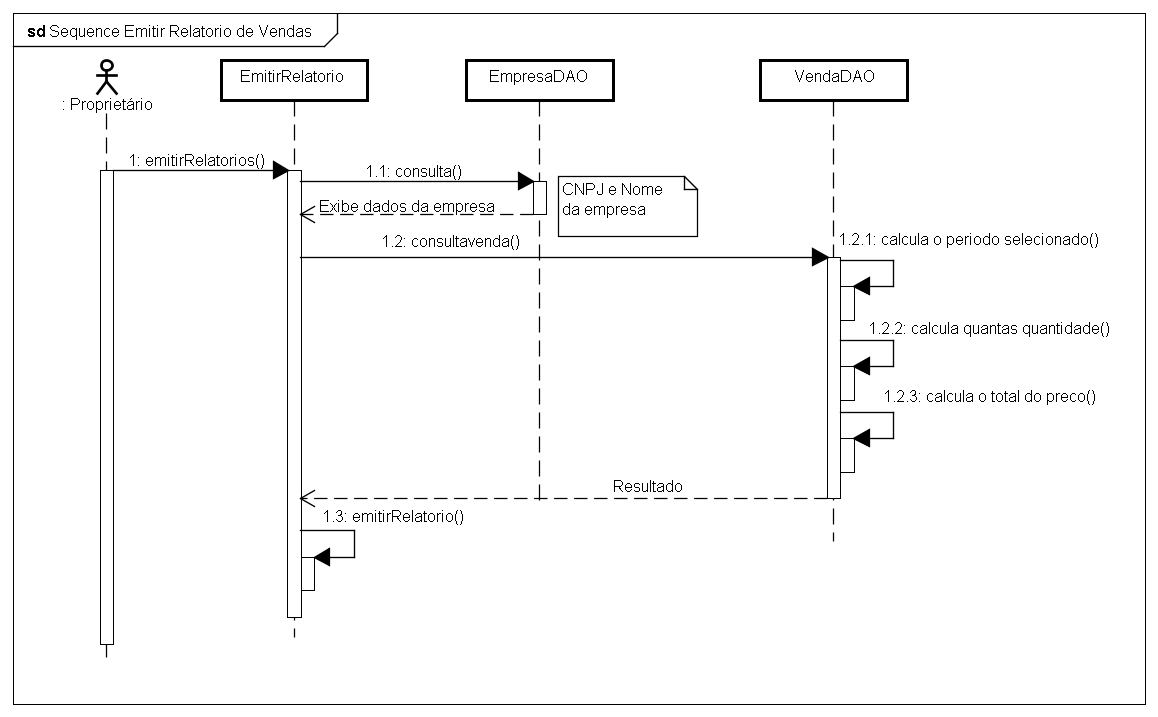 sd Sequence Emitir Relatorio de Vendas
: Proprietário
EmitirRelatorio
EmpresaDAO
VendaDAO
1: emitirRelatorios()
1.1: consulta()
CNPJ e Nome
da empresa
Exibe dados da empresa
1.2: consultavenda()
1.2.1: calcula o periodo selecionado()
1.2.2: calcula quantas quantidade()
1.2.3: calcula o total do preco()
Resultado
1.3: emitirRelatorio()